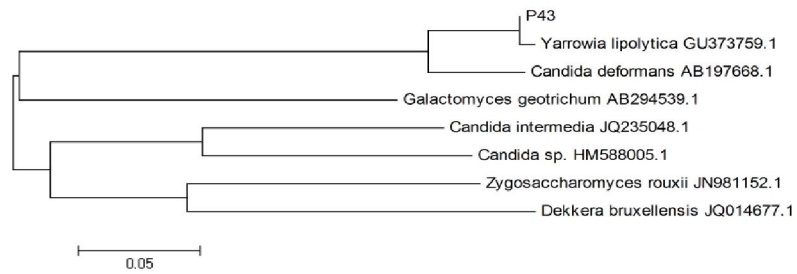 P43
Yarrowia lipolytica GU373759.1
Candida deformans AB197668.1
Galactomyces geotrichum AB294539.1
Candida intermedia JQ235048.1
Candida sp. HM588005.1
Zygosaccharomyces rouxii JN981152.1
Dekkera bruxellensis JQ014677.1
0.05